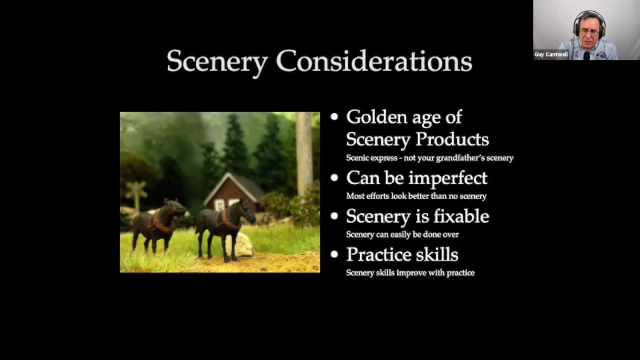 Guy Cantwell
Scenery Considerations
• Golden age of
Scenery Products
Scenic express - not your grandfather's scenery
• Can be imperfect
Most efforts look better than no scenery
• Scenery is fixable
Scenery can easily be done over
• Practice skills
Scenery skills improve with practice